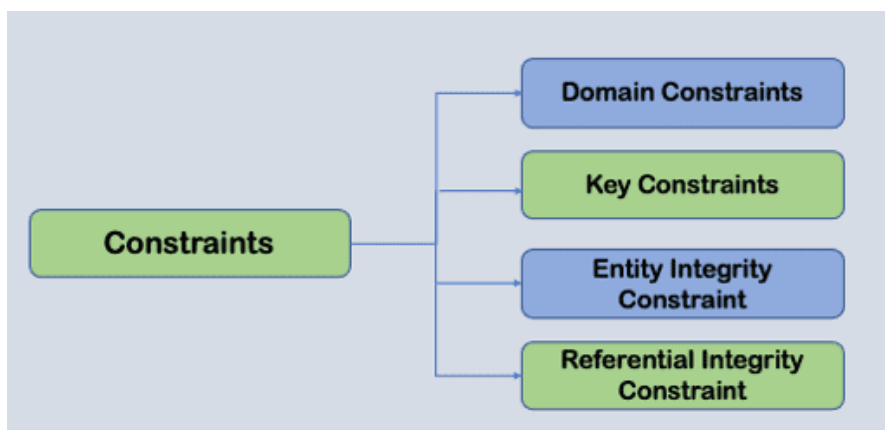 Constraints
Domain Constraints
Key Constraints
Entity Integrity
Constraint
Referential Integrity
Constraint